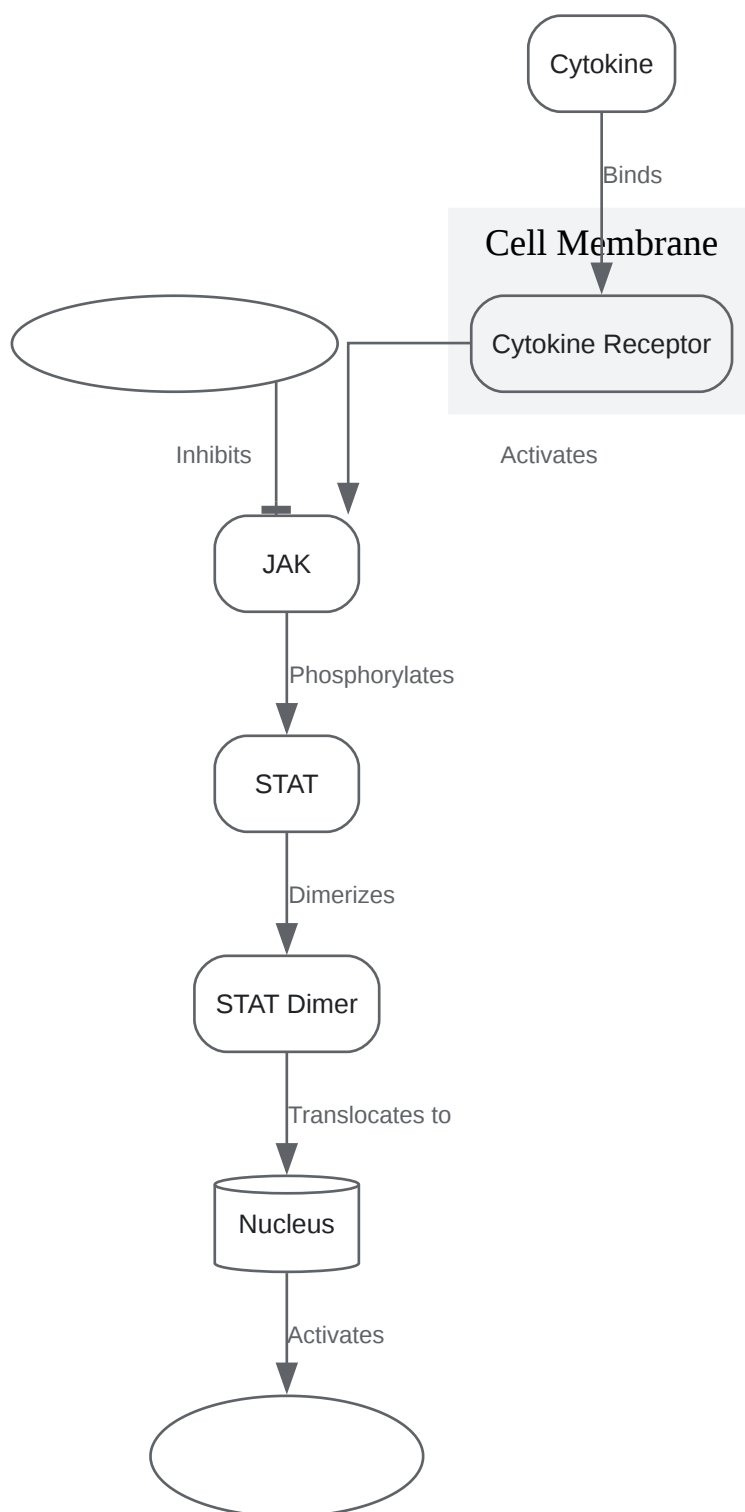 Cytokine
Binds
Cell Membrane
Cytokine Receptor
Inhibits
Activates
JAK
Phosphorylates
STAT
Dimerizes
STAT Dimer
Translocates to
Nucleus
Activates